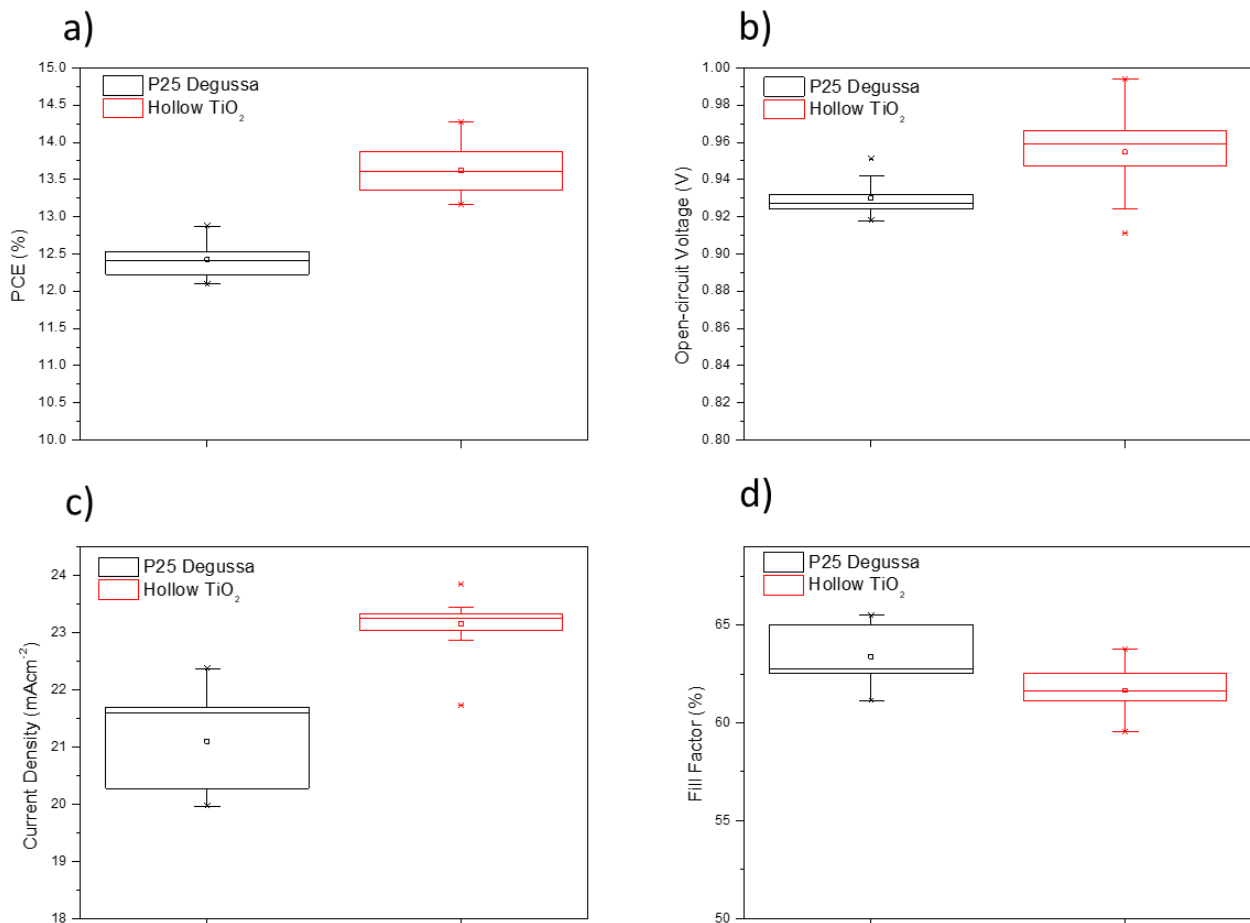 a)
PCE (%)
15.0
14.5
14.0
13.5
13.0
12.5
12.0
11.5
11.0
10.5
10.0
P25 Degussa
Hollow TiO₂
b)
Open-circuit Voltage (V)
1.00
0.98
0.96
0.94
0.92
0.90
0.88
0.86
0.84
0.82
0.80
P25 Degussa
Hollow TiO₂
c)
Current Density (mAcm⁻²)
24
23
22
21
20
19
18
P25 Degussa
Hollow TiO₂
d)
Fill Factor (%)
65
60
55
50
P25 Degussa
Hollow TiO₂